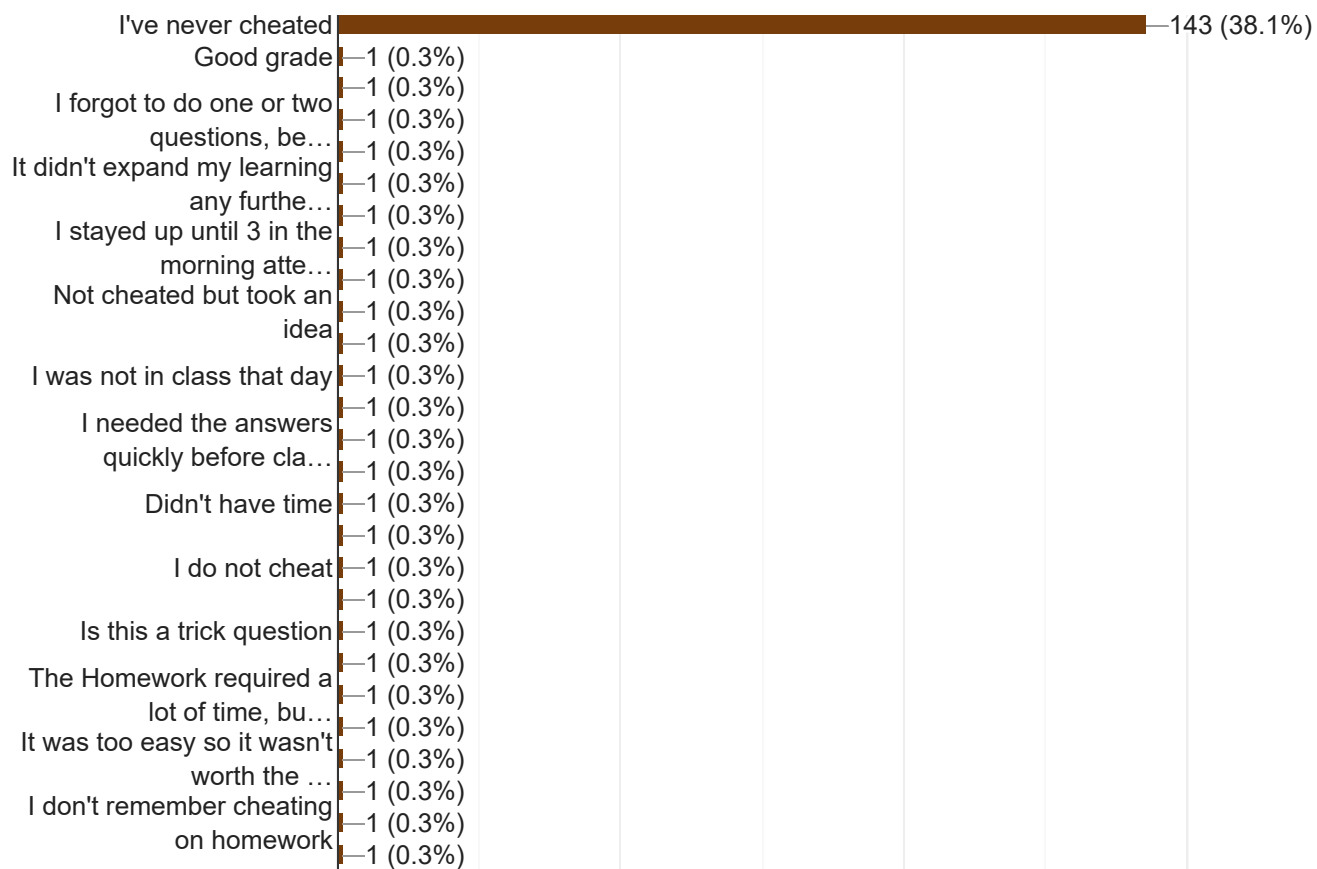 I've never cheated 143 (38.1%)
Good grade 1 (0.3%)
1 (0.3%)
I forgot to do one or two
1 (0.3%)
questions, be…
1 (0.3%)
It didn't expand my learning
1 (0.3%)
any furthe…
1 (0.3%)
I stayed up until 3 in the
1 (0.3%)
morning atte…
1 (0.3%)
Not cheated but took an
1 (0.3%)
idea
1 (0.3%)
I was not in class that day 1 (0.3%)
1 (0.3%)
I needed the answers
1 (0.3%)
quickly before cla…
1 (0.3%)
Didn't have time 1 (0.3%)
1 (0.3%)
I do not cheat 1 (0.3%)
1 (0.3%)
Is this a trick question 1 (0.3%)
1 (0.3%)
The Homework required a
1 (0.3%)
lot of time, bu…
1 (0.3%)
It was too easy so it wasn't
1 (0.3%)
worth the …
1 (0.3%)
I don't remember cheating
1 (0.3%)
on homework
1 (0.3%)